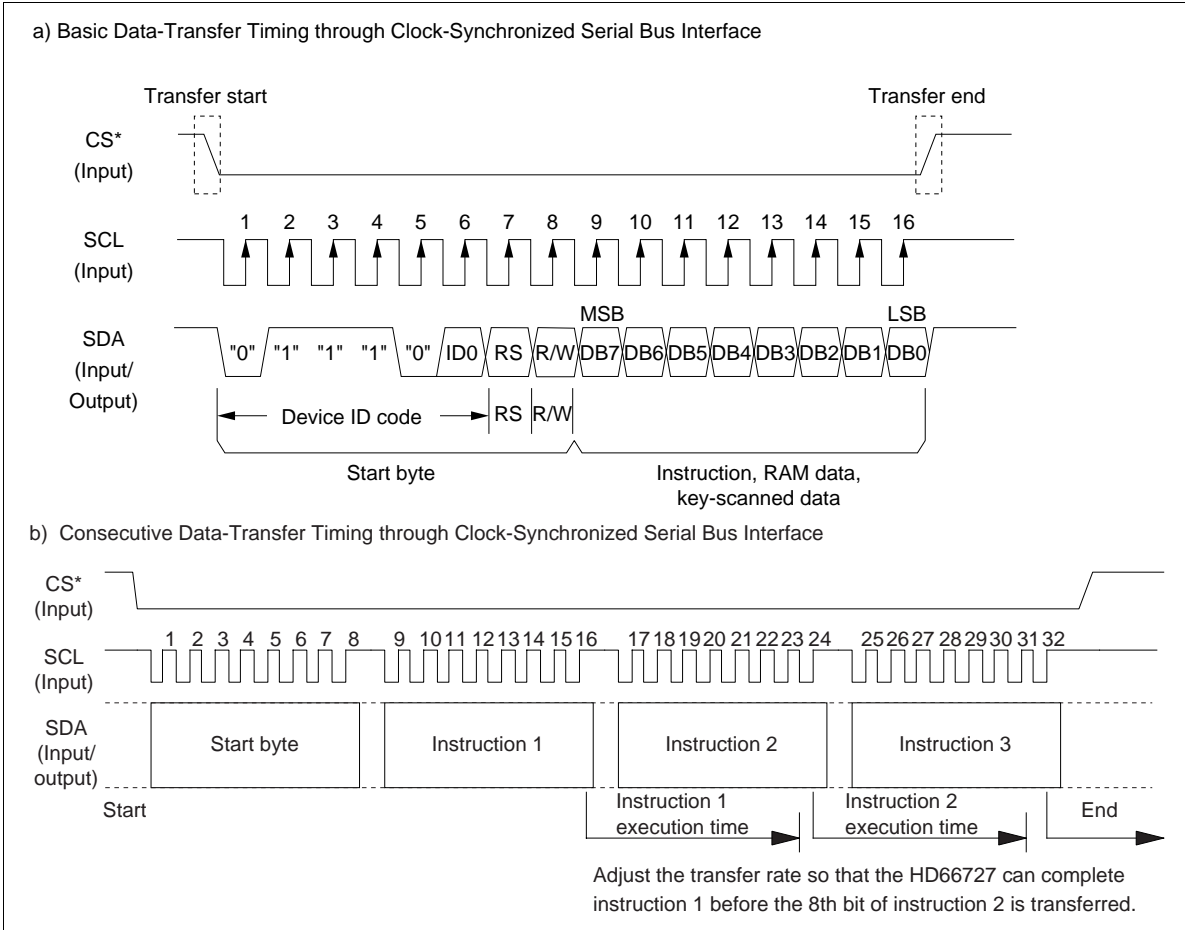 a) Basic Data-Transfer Timing through Clock-Synchronized Serial Bus Interface
Transfer start
Transfer end
CS*
(Input)
1 2 3 4 5 6 7 8 9 10 11 12 13 14 15 16
SCL
(Input)
MSB
LSB
SDA
(Input/
Output)
"0" "1" "1" "1" "0" ID0 RS R/W DB7 DB6 DB5 DB4 DB3 DB2 DB1 DB0
Device ID code RS R/W
Start byte
Instruction, RAM data,
key-scanned data
b) Consecutive Data-Transfer Timing through Clock-Synchronized Serial Bus Interface
CS*
(Input)
1 2 3 4 5 6 7 8 9 10 11 12 13 14 15 16 17 18 19 20 21 22 23 24 25 26 27 28 29 30 31 32
SCL
(Input)
SDA
(Input/
output)
Start byte
Instruction 1
Instruction 2
Instruction 3
Start
Instruction 1
execution time
Instruction 2
execution time
End
Adjust the transfer rate so that the HD66727 can complete
instruction 1 before the 8th bit of instruction 2 is transferred.